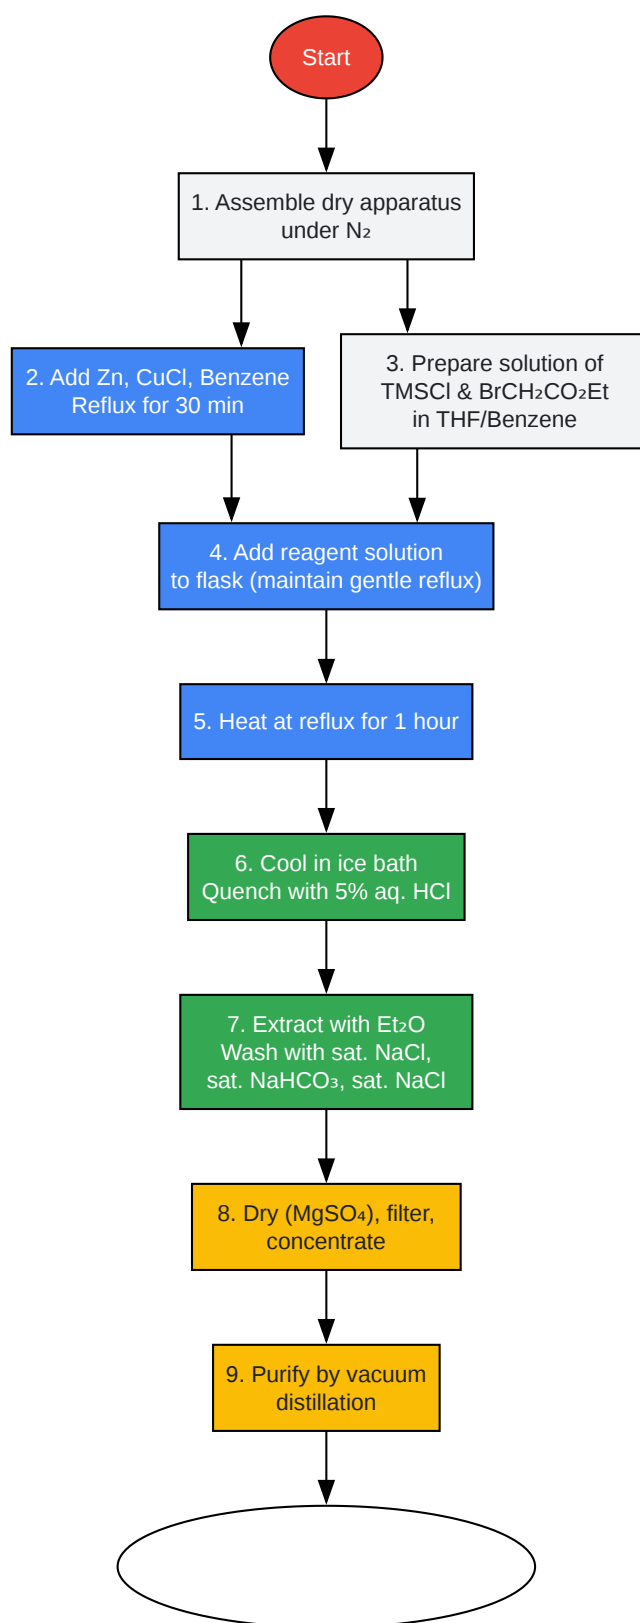 Start
1. Assemble dry apparatus
under N₂
2. Add Zn, CuCl, Benzene
Reflux for 30 min
3. Prepare solution of
TMSCl & BrCH₂CO₂Et
in THF/Benzene
4. Add reagent solution
to flask (maintain gentle reflux)
5. Heat at reflux for 1 hour
6. Cool in ice bath
Quench with 5% aq. HCl
7. Extract with Et₂O
Wash with sat. NaCl,
sat. NaHCO₃, sat. NaCl
8. Dry (MgSO₄), filter,
concentrate
9. Purify by vacuum
distillation